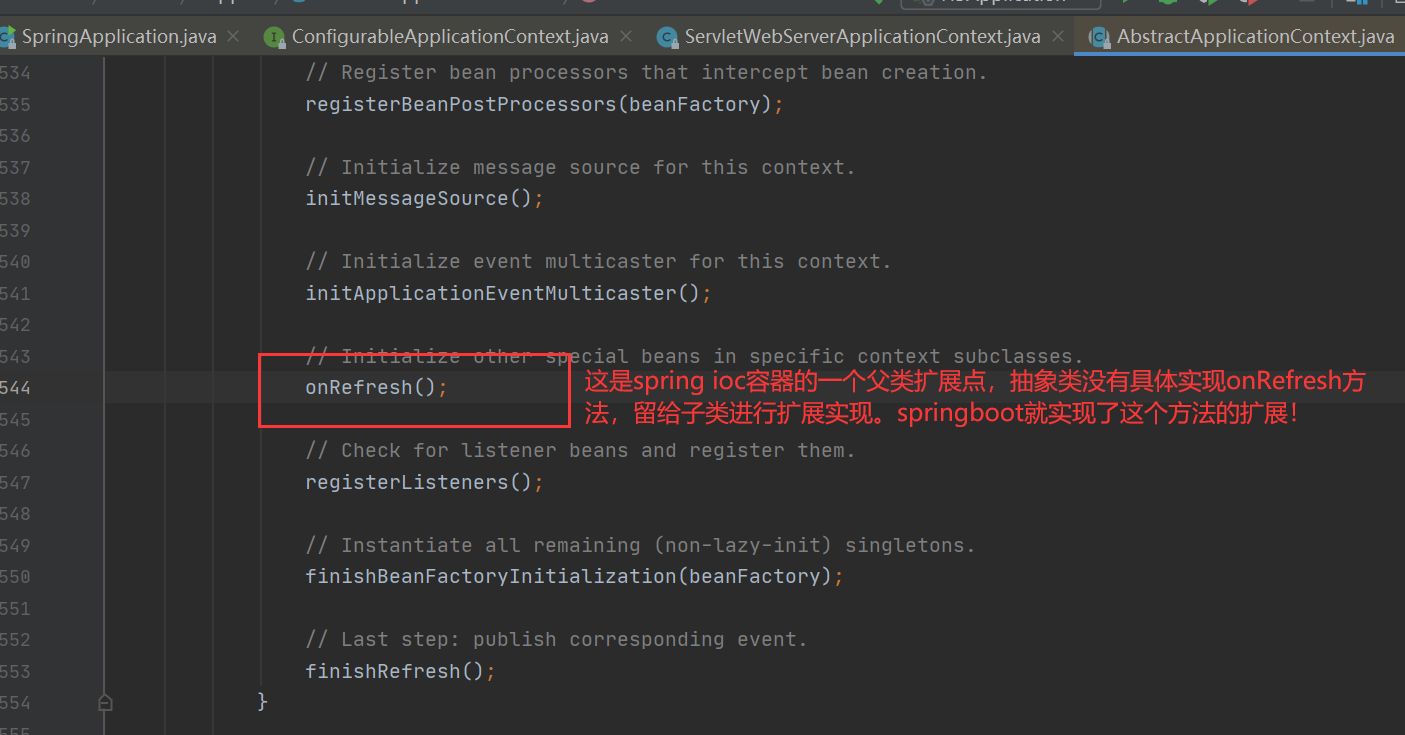 SpringApplication.java
ConfigurableApplicationContext.java
ServletWebServerApplicationContext.java
AbstractApplicationContext.java
534 // Register bean processors that intercept bean creation.
535 registerBeanPostProcessors(beanFactory);
536
537 // Initialize message source for this context.
538 initMessageSource();
539
540 // Initialize event multicaster for this context.
541 initApplicationEventMulticaster();
542
543 // Initialize other special beans in specific context subclasses.
544 onRefresh();
这是spring ioc容器的一个父类扩展点，抽象类没有具体实现onRefresh方
法，留给子类进行扩展实现。springboot就实现了这个方法的扩展！
545
546 // Check for listener beans and register them.
547 registerListeners();
548
549 // Instantiate all remaining (non-lazy-init) singletons.
550 finishBeanFactoryInitialization(beanFactory);
551
552 // Last step: publish corresponding event.
553 finishRefresh();
554 }